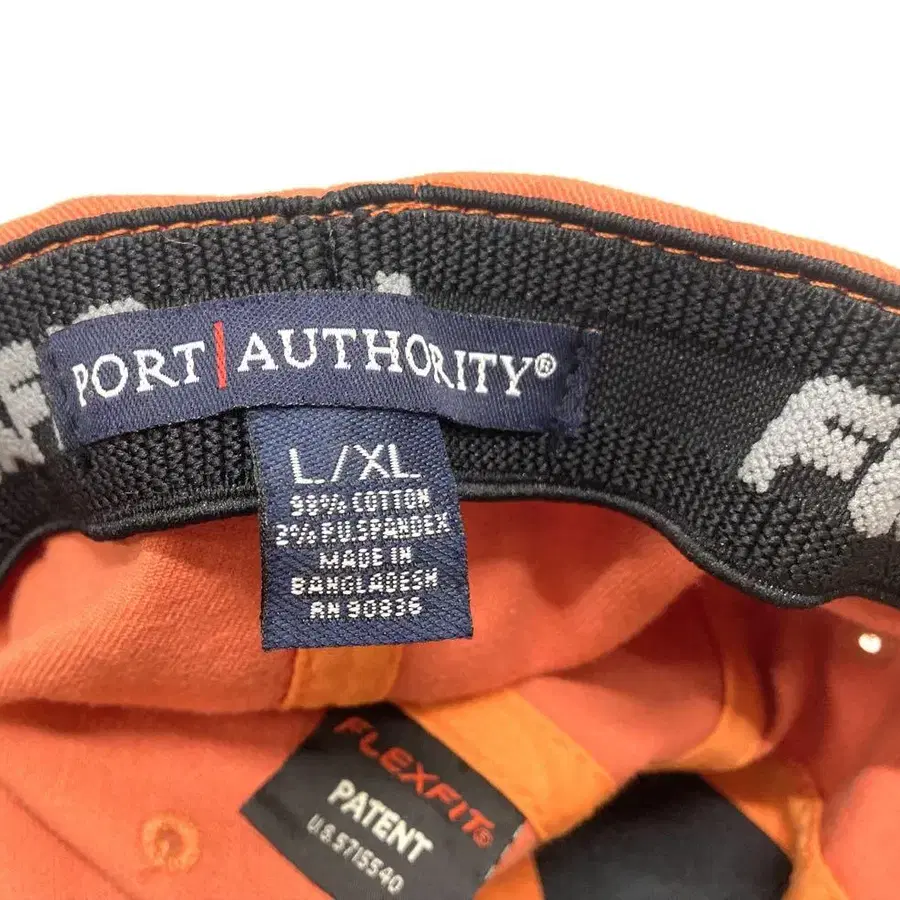 PORT | AUTHORITY®
L/XL
98% COTTON
2% P.U.SPANDEX
MADE IN
BANGLADESH
RN 90836
FLEXFIT®
PATENT
U.S.5715540